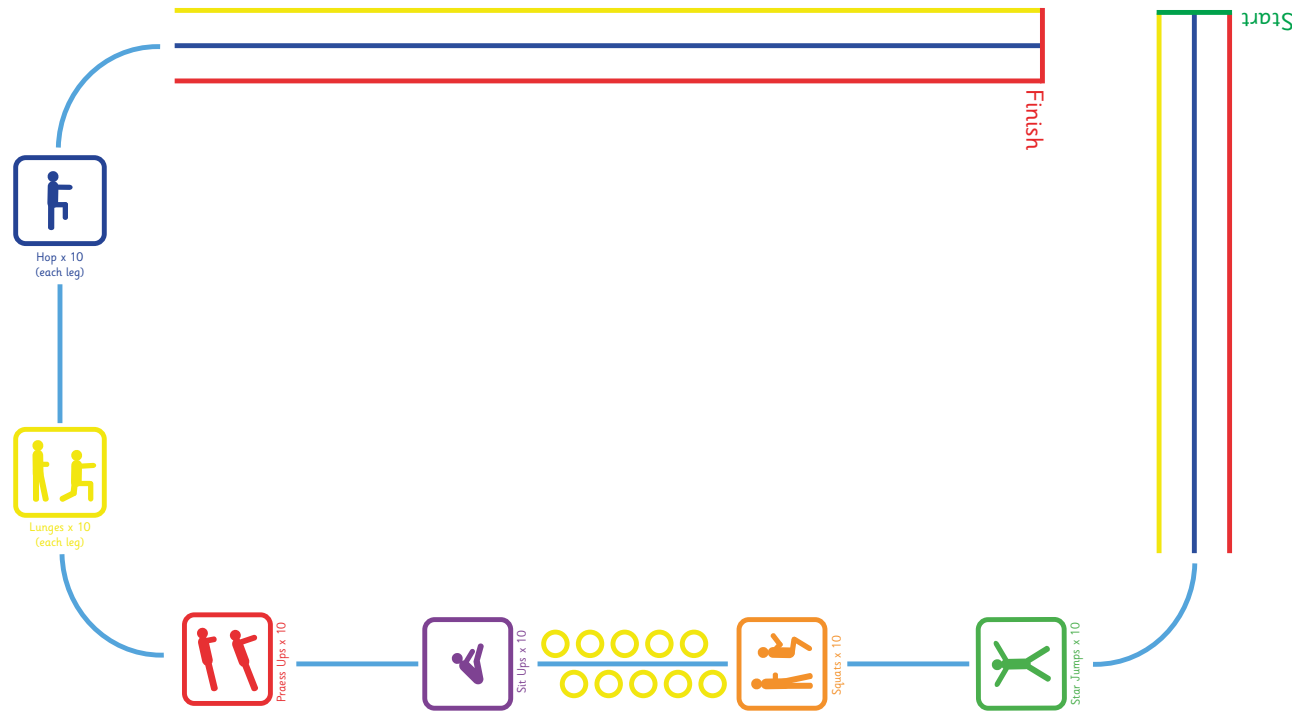 Start
Star Jumps x 10
Squats x 10
Sit Ups x 10
Praess Ups x 10
Lunges x 10
(each leg)
Hop x 10
(each leg)
Finish